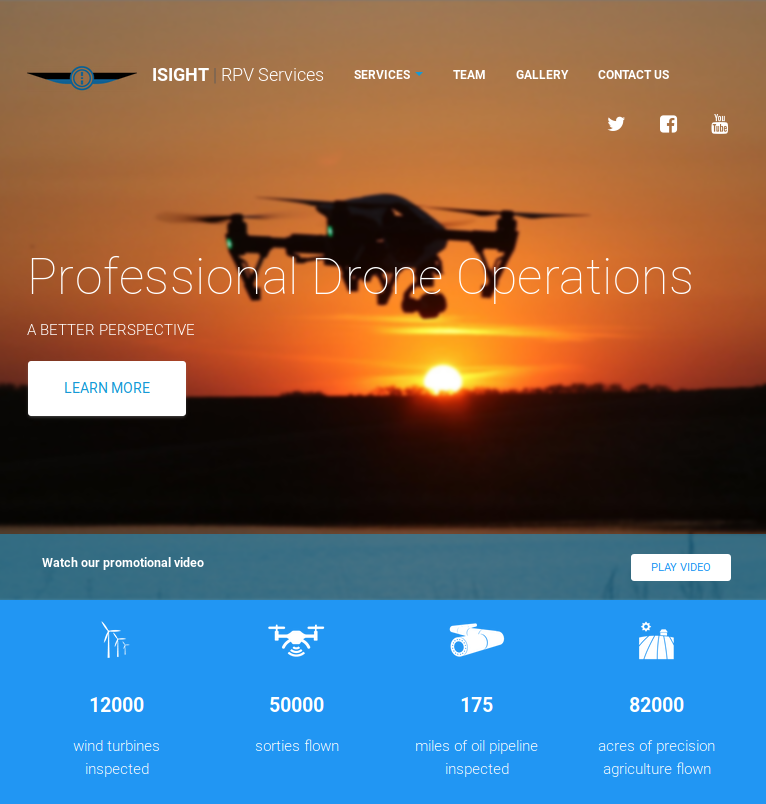 ISIGHT | RPV Services
SERVICES
TEAM
GALLERY
CONTACT US
You
Tube
Professional Drone Operations
A BETTER PERSPECTIVE
LEARN MORE
Watch our promotional video
PLAY VIDEO
12000
wind turbines
inspected
50000
sorties flown
175
miles of oil pipeline
inspected
82000
acres of precision
agriculture flown